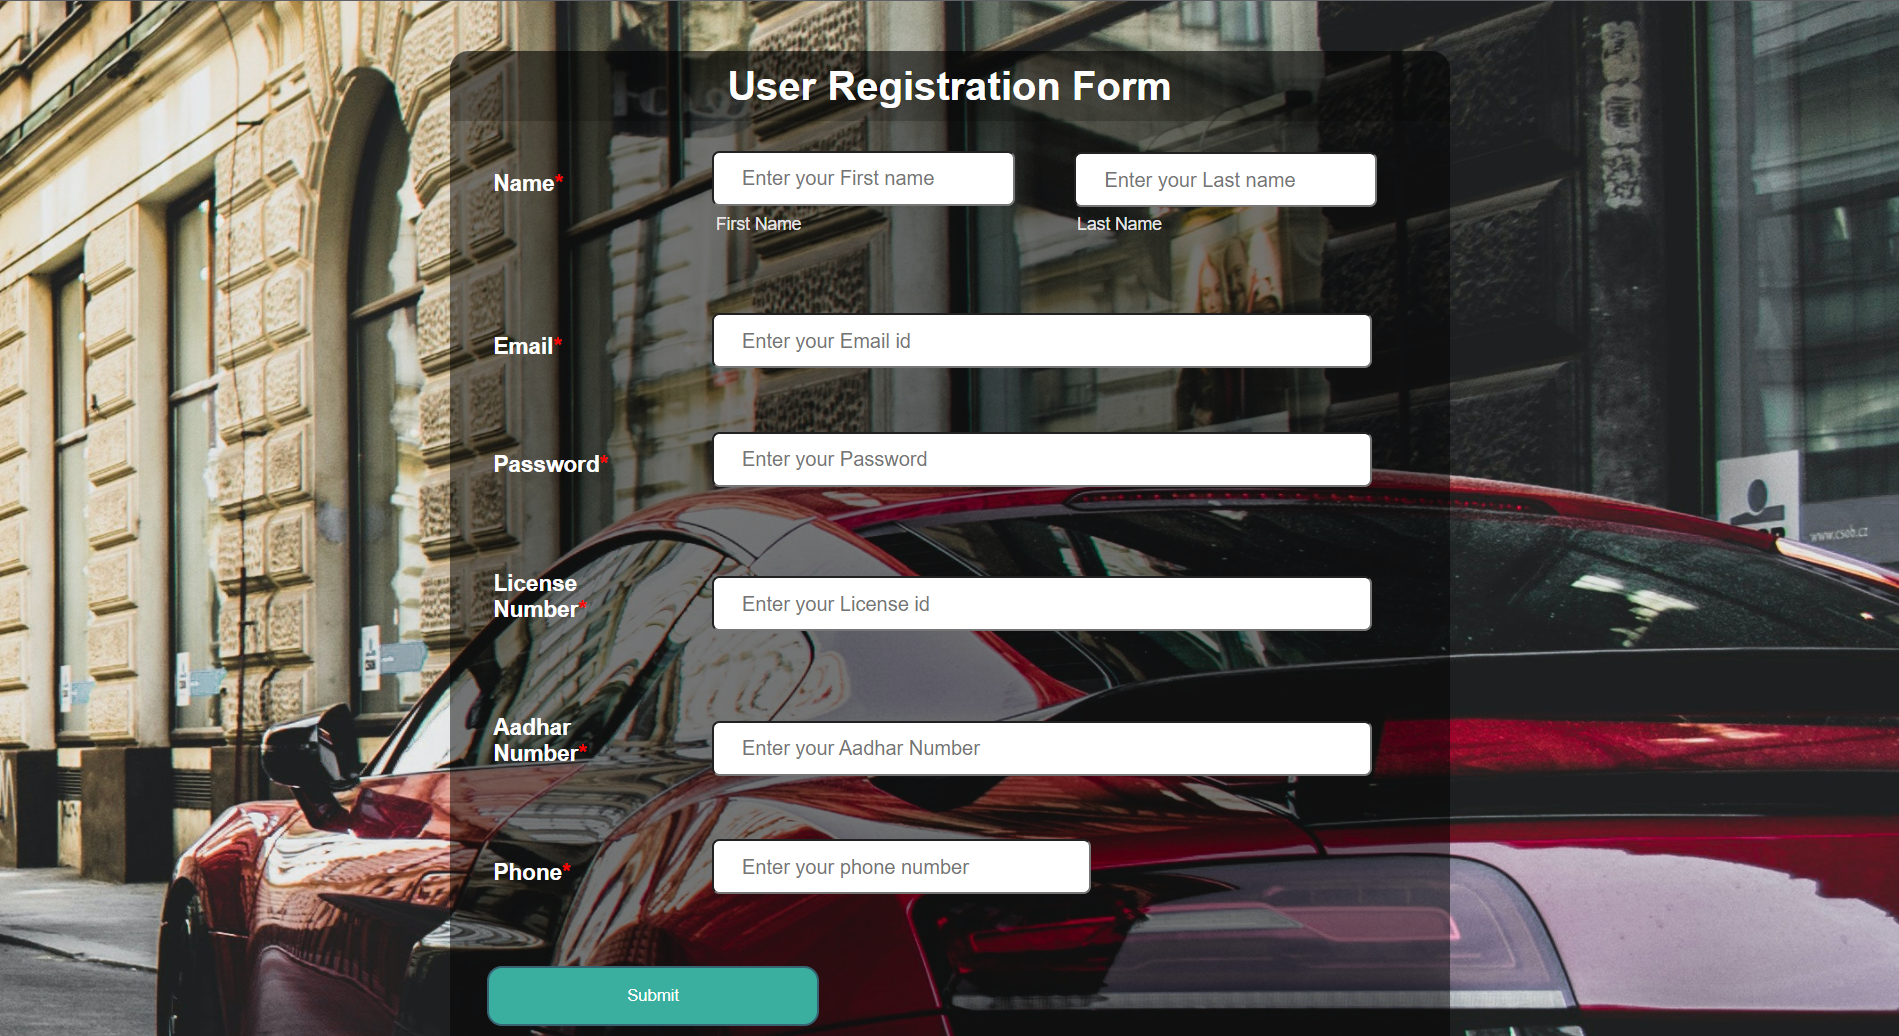 User Registration Form
Name*
Enter your First name
Enter your Last name
First Name
Last Name
Email*
Enter your Email id
Password*
Enter your Password
License
Number*
Enter your License id
Aadhar
Number*
Enter your Aadhar Number
Phone*
Enter your phone number
Submit
www.csob.cz